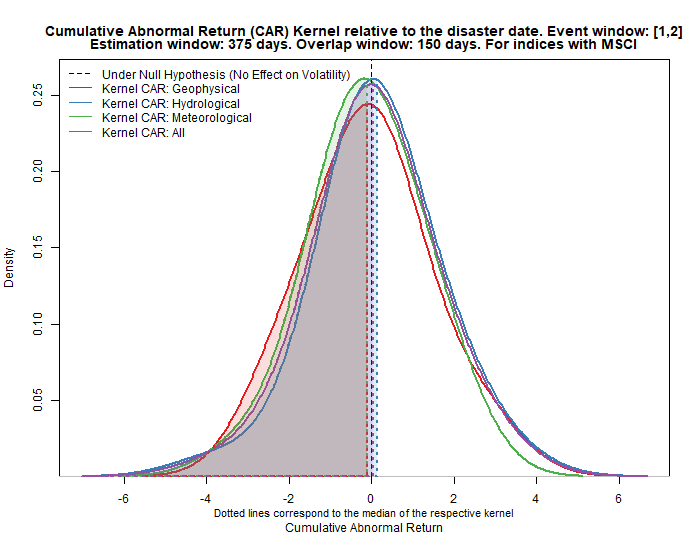 Cumulative Abnormal Return (CAR) Kernel relative to the disaster date. Event window: [1,2]
Estimation window: 375 days. Overlap window: 150 days. For indices with MSCI
Under Null Hypothesis (No Effect on Volatility)
Kernel CAR: Geophysical
Kernel CAR: Hydrological
Kernel CAR: Meteorological
Kernel CAR: All
Density
0.25
0.20
0.15
0.10
0.05
-6 -4 -2 0 2 4 6
Dotted lines correspond to the median of the respective kernel
Cumulative Abnormal Return